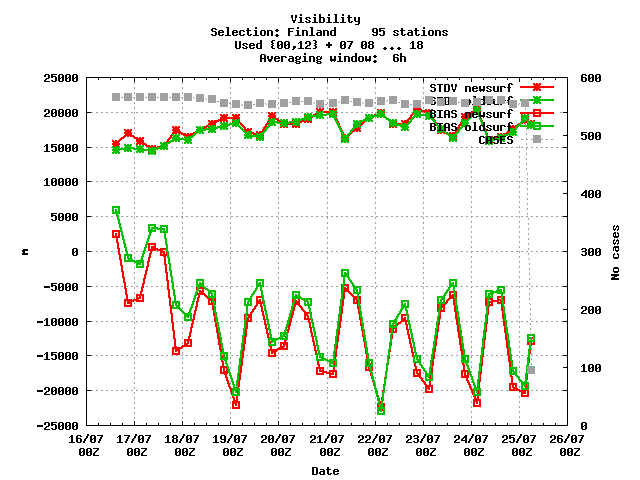 Visibility
Selection: Finland     95 stations
Used {00,12} + 07 08 ... 18
Averaging window:  6h
25000
20000
15000
10000
5000
0
-5000
-10000
-15000
-20000
-25000
m
600
500
400
300
200
100
0
No cases
STDV newsurf
STDV oldsurf
BIAS newsurf
BIAS oldsurf
CASES
16/07 17/07 18/07 19/07 20/07 21/07 22/07 23/07 24/07 25/07 26/07
00Z 00Z 00Z 00Z 00Z 00Z 00Z 00Z 00Z 00Z 00Z
Date